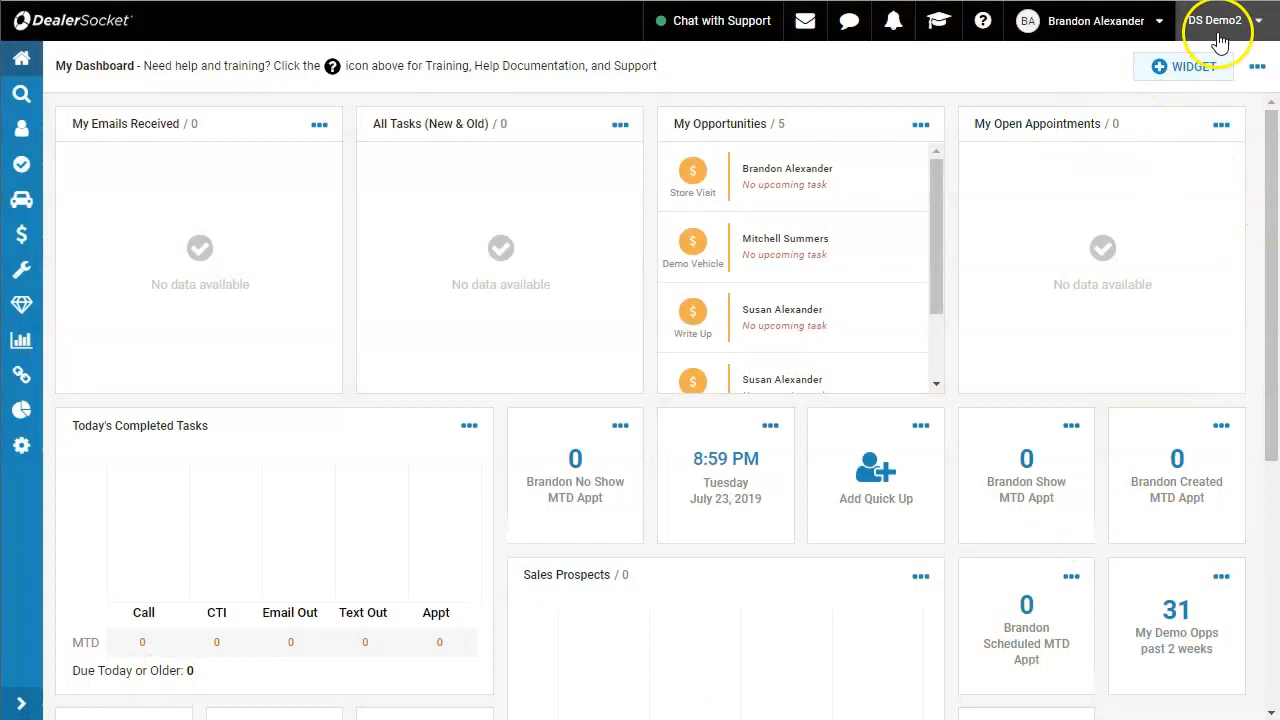 DealerSocket
Chat with Support
BA
Brandon Alexander
DS Demo2
My Dashboard - Need help and training? Click the ? icon above for Training, Help Documentation, and Support
WIDGET
My Emails Received / 0
No data available
All Tasks (New & Old) / 0
No data available
My Opportunities / 5
$
Store Visit
Brandon Alexander
No upcoming task
$
Demo Vehicle
Mitchell Summers
No upcoming task
$
Write Up
Susan Alexander
No upcoming task
$
Susan Alexander
My Open Appointments / 0
No data available
Today's Completed Tasks
Call CTI Email Out Text Out Appt
MTD 0 0 0 0 0
Due Today or Older: 0
0
Brandon No Show
MTD Appt
8:59 PM
Tuesday
July 23, 2019
Add Quick Up
0
Brandon Show
MTD Appt
0
Brandon Created
MTD Appt
Sales Prospects / 0
0
Brandon
Scheduled MTD
Appt
31
My Demo Opps
past 2 weeks